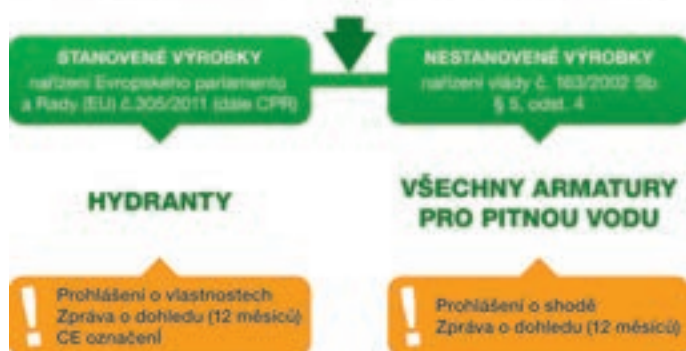 STANOVENÉ VÝROBKY
nařízení Evropského parlamentu
a Rady (EU) č.305/2011 (dále CPR)
HYDRANTY
!
Prohlášení o vlastnostech
Zpráva o dohledu (12 měsíců)
CE označení
NESTANOVENÉ VÝROBKY
nařízení vlády č. 163/2002 Sb.
§ 5, odst. 4
VŠECHNY ARMATURY
PRO PITNOU VODU
!
Prohlášení o shodě
Zpráva o dohledu (12 měsíců)